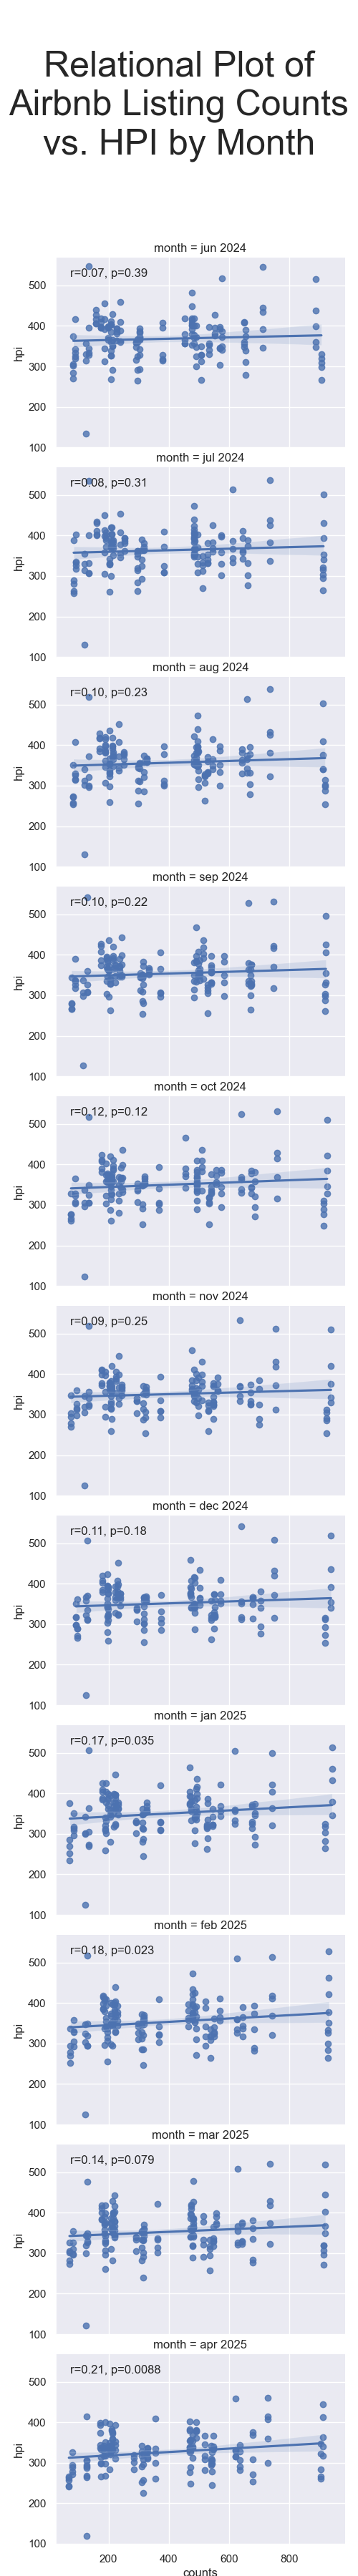 Relational Plot of
Airbnb Listing Counts
vs. HPI by Month
month = jun 2024
r=0.07, p=0.39
500
400
hpi
300
200
100
month = jul 2024
r=0.08, p=0.31
500
400
hpi
300
200
100
month = aug 2024
r=0.10, p=0.23
500
400
hpi
300
200
100
month = sep 2024
r=0.10, p=0.22
500
400
hpi
300
200
100
month = oct 2024
r=0.12, p=0.12
500
400
hpi
300
200
100
month = nov 2024
r=0.09, p=0.25
500
400
hpi
300
200
100
month = dec 2024
r=0.11, p=0.18
500
400
hpi
300
200
100
month = jan 2025
r=0.17, p=0.035
500
400
hpi
300
200
100
month = feb 2025
r=0.18, p=0.023
500
400
hpi
300
200
100
month = mar 2025
r=0.14, p=0.079
500
400
hpi
300
200
100
month = apr 2025
r=0.21, p=0.0088
500
400
hpi
300
200
100
200 400 600 800
counts